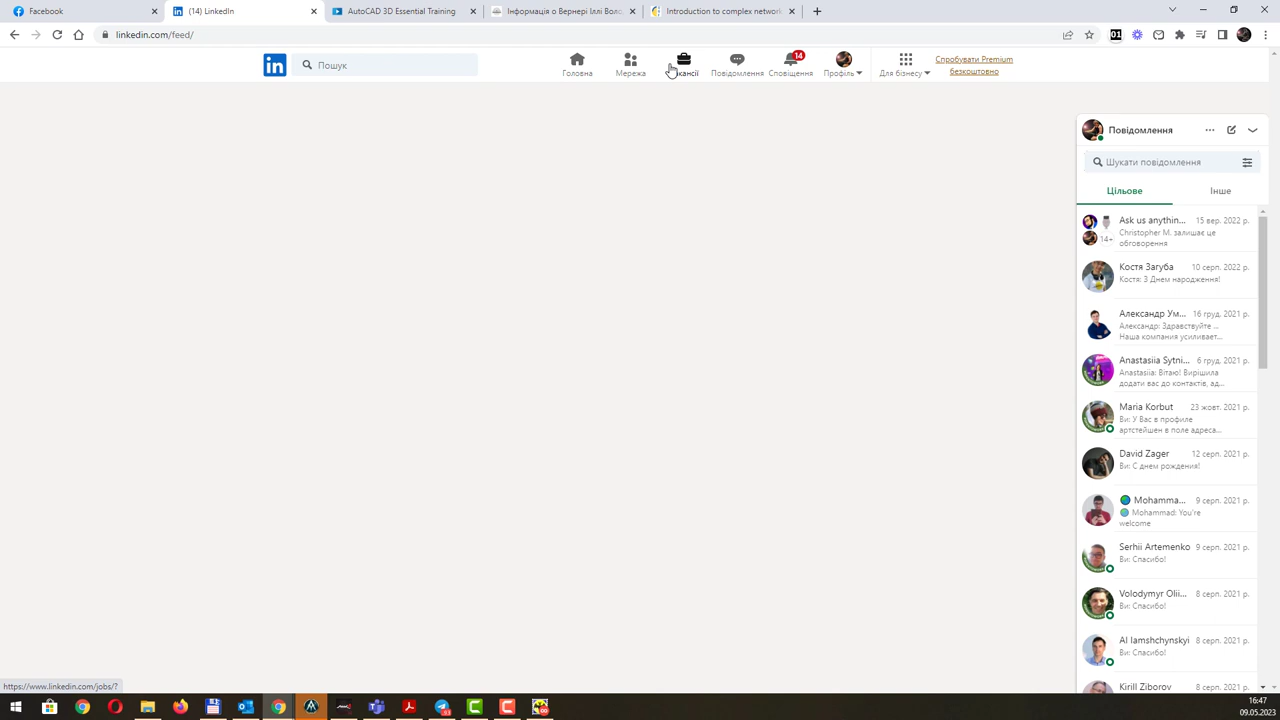 Facebook
(14) LinkedIn
AutoCAD 3D Essential Training
Інформація о Вернері Іллі Воло
Introduction to complex network
linkedin.com/feed/
01
in
Пошук
Головна
Мережа
Вакансії
Повідомлення
14
Сповіщення
Профіль
Для бізнесу
Спробувати Premium
безкоштовно
Повідомлення
Шукати повідомлення
Цільове
Інше
Ask us anythin...
15 вер. 2022 р.
Christopher M. залишає це
14+
обговорення
Костя Загуба
10 серп. 2022 р.
Костя: З Днем народження!
Александр Ум...
16 груд. 2021 р.
Александр: Здравствуйте ...
Наша компания усиливает...
Anastasiia Sytni...
6 груд. 2021 р.
Anastasiia: Вітаю! Вирішила
додати вас до контактів, ад...
Maria Korbut
23 жовт. 2021 р.
Ви: У Вас в профиле
артстейшен в поле адреса...
David Zager
12 серп. 2021 р.
Ви: С днем рождения!
Mohamma...
9 серп. 2021 р.
Mohammad: You're
welcome
Serhii Artemenko
9 серп. 2021 р.
Ви: Спасибо!
Volodymyr Olii...
8 серп. 2021 р.
Ви: Спасибо!
Al Iamshchynskyi
8 серп. 2021 р.
Ви: Спасибо!
Kirill Ziborov
8 серп. 2021 р.
https://www.linkedin.com/jobs/?
16:47
09.05.2023